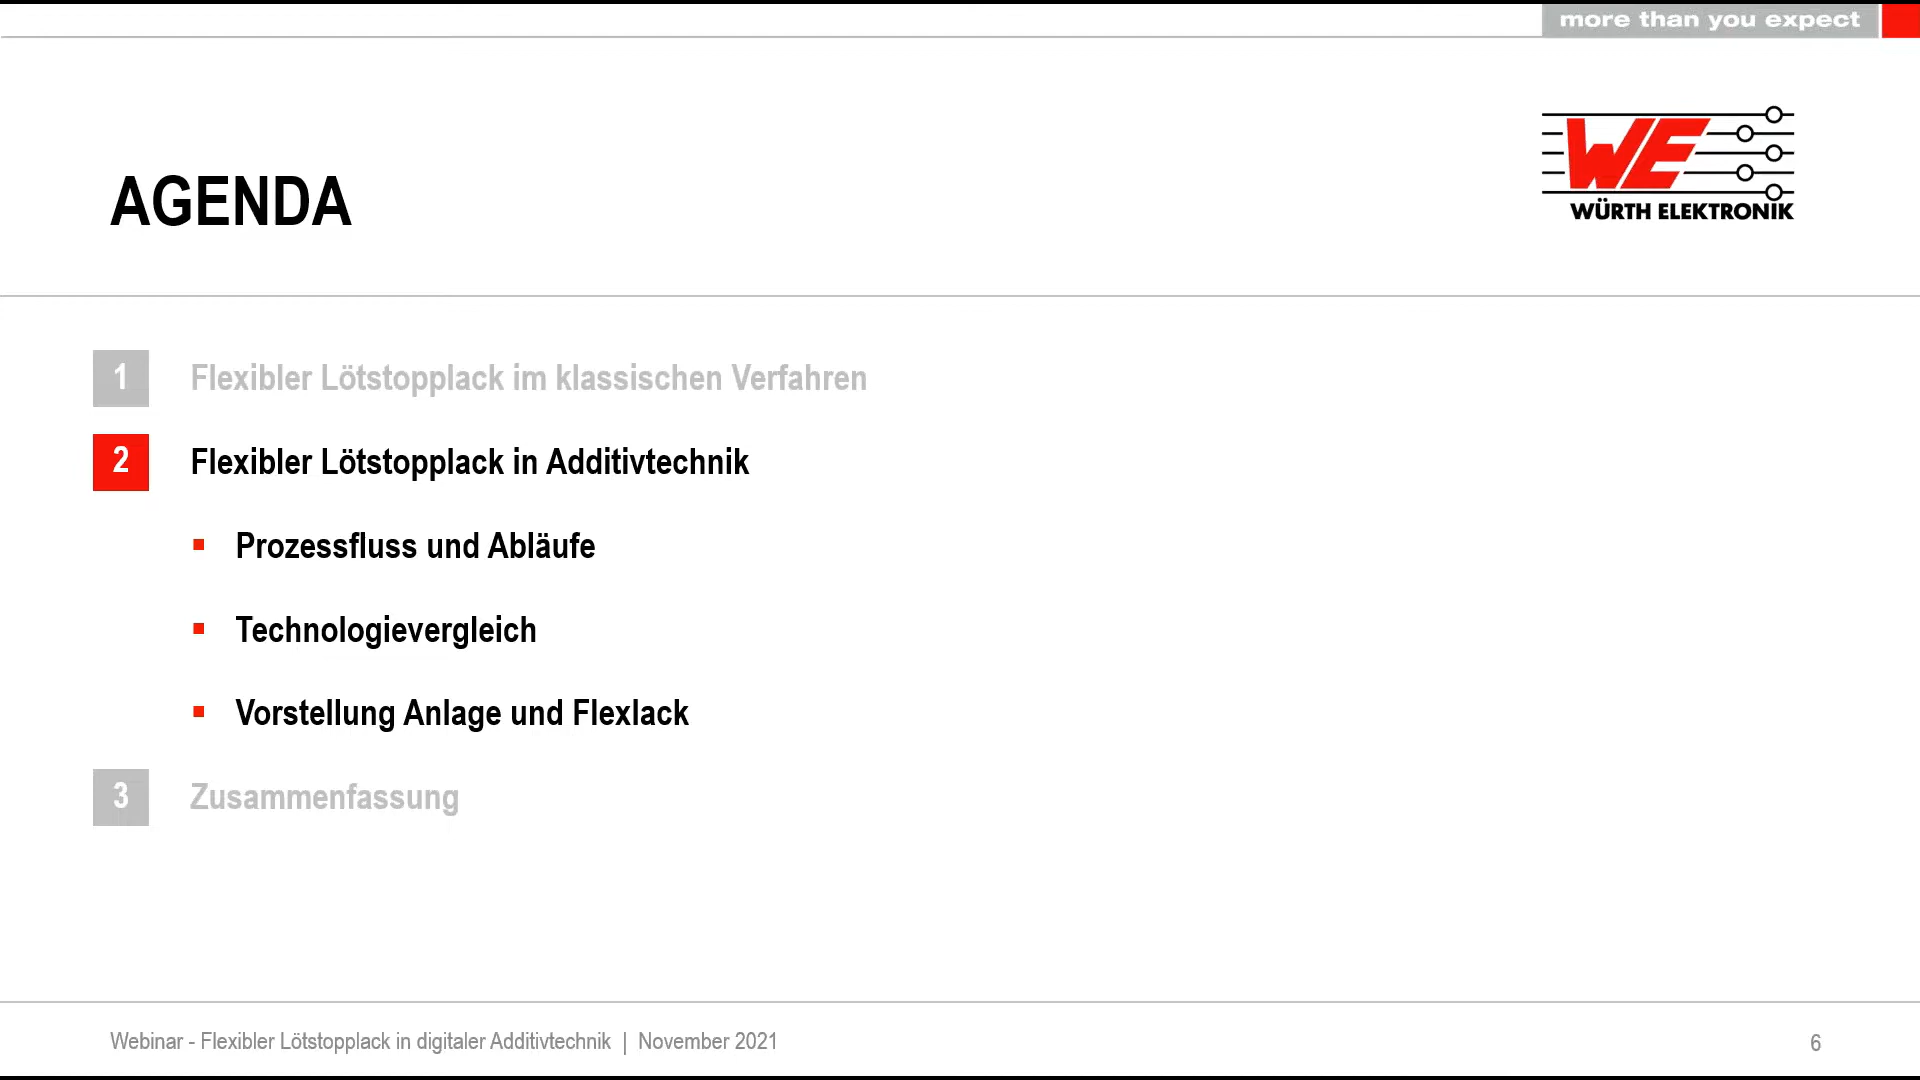 more than you expect
AGENDA
WE
WÜRTH ELEKTRONIK
1 Flexibler Lötstopplack im klassischen Verfahren
2 Flexibler Lötstopplack in Additivtechnik
Prozessfluss und Abläufe
Technologievergleich
Vorstellung Anlage und Flexlack
3 Zusammenfassung
Webinar - Flexibler Lötstopplack in digitaler Additivtechnik | November 2021
6